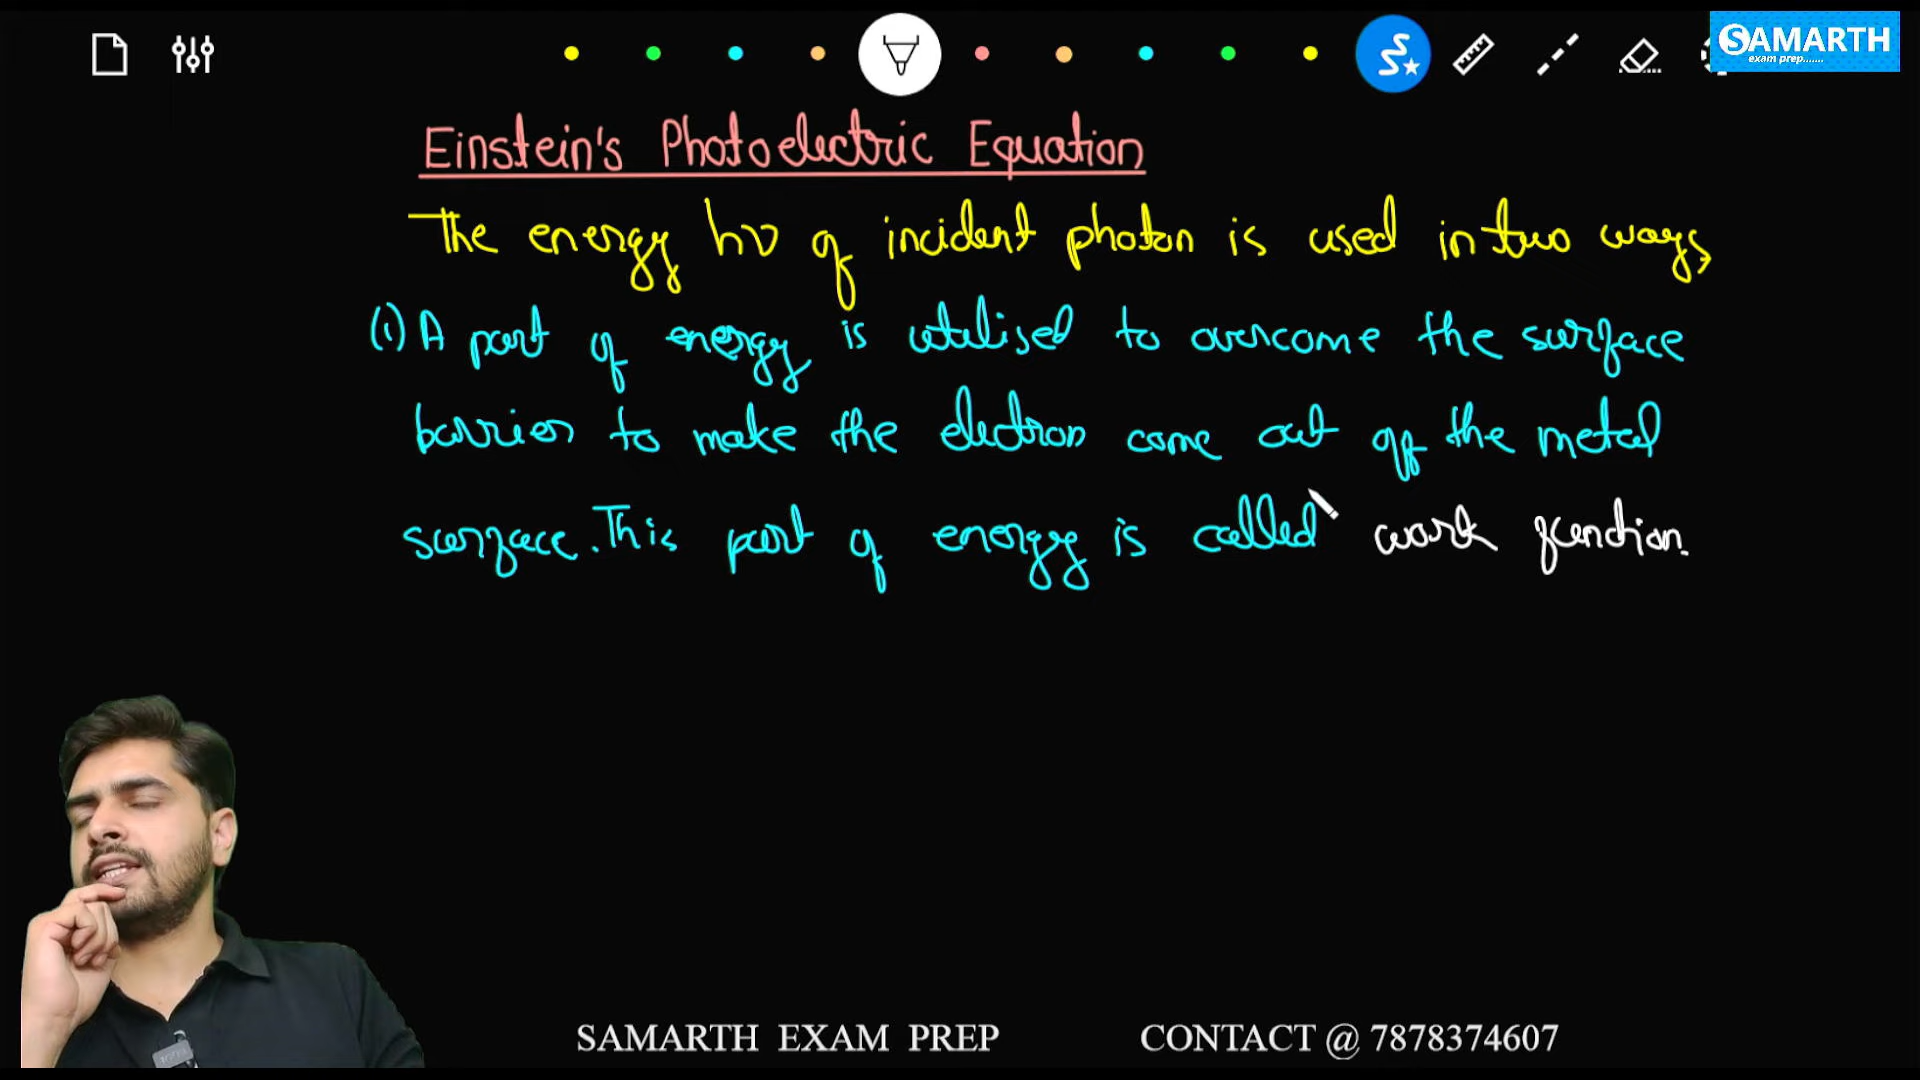 SAMARTH
exam prep.......
Einstein's Photoelectric Equation
The energy hν of incident photon is used in two ways,
(i) A part of energy is utilised to overcome the surface
barrier to make the electron come out of the metal
surface. This part of energy is called work function.
SAMARTH EXAM PREP CONTACT @ 7878374607